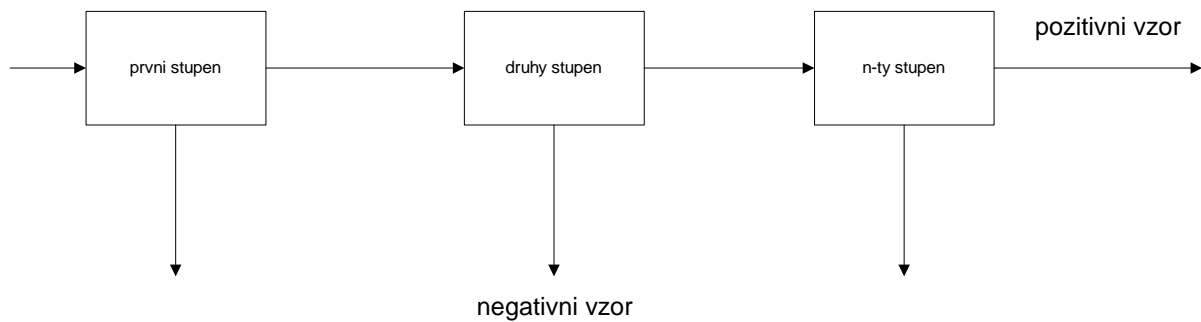 pozitivni vzor
prvni stupen
druhy stupen
n-ty stupen
negativni vzor